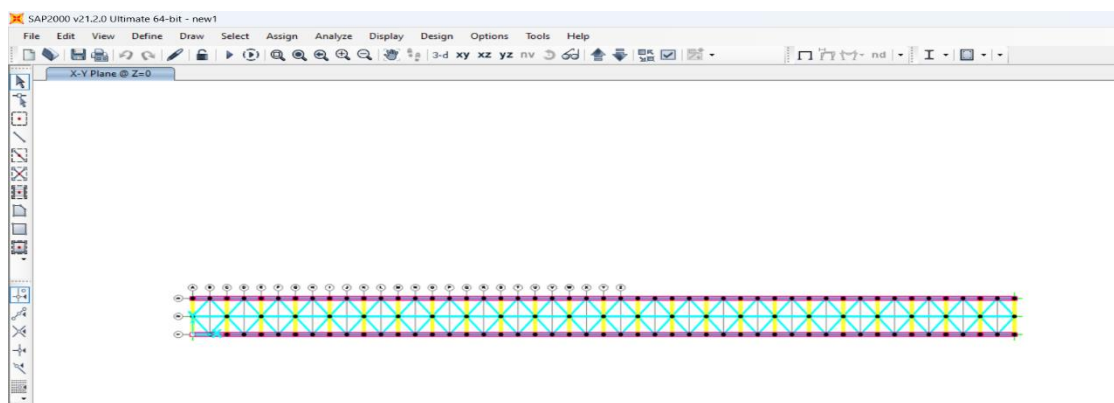 SAP2000 v21.2.0 Ultimate 64-bit - new1
File Edit View Define Draw Select Assign Analyze Display Design Options Tools Help
3-d xy xz yz nv nd
X-Y Plane @ Z=0